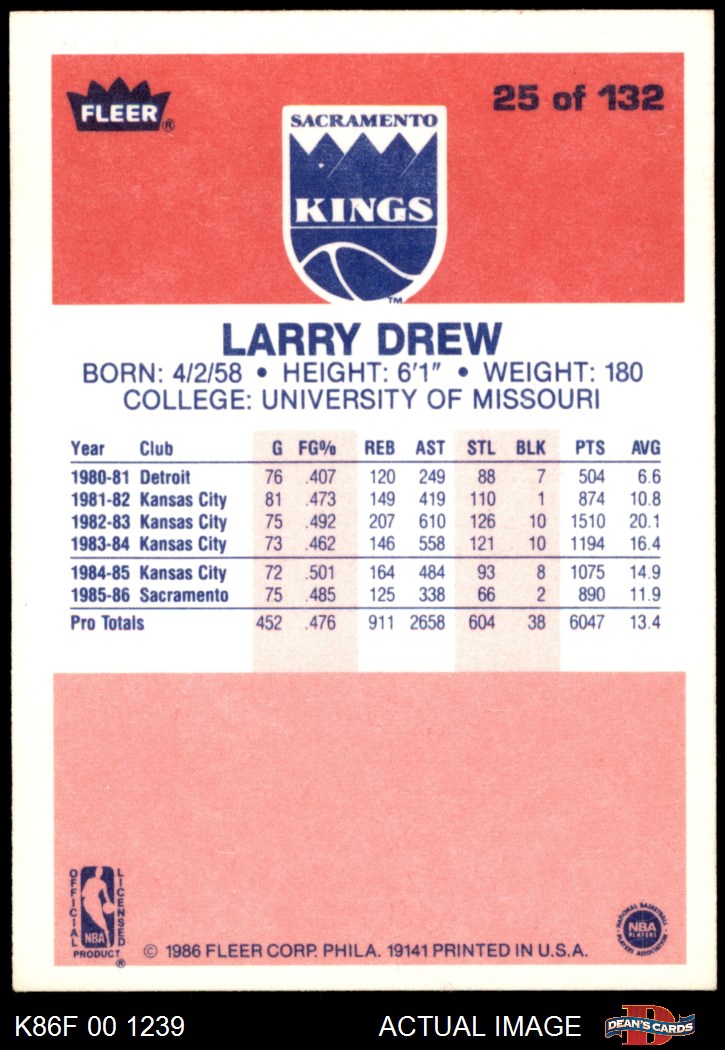 FLEER®
25 of 132
SACRAMENTO
KINGS
TM
LARRY DREW
BORN: 4/2/58 • HEIGHT: 6'1" • WEIGHT: 180
COLLEGE: UNIVERSITY OF MISSOURI
Year Club G FG% REB AST STL BLK PTS AVG
1980-81 Detroit 76 .407 120 249 88 7 504 6.6
1981-82 Kansas City 81 .473 149 419 110 1 874 10.8
1982-83 Kansas City 75 .492 207 610 126 10 1510 20.1
1983-84 Kansas City 73 .462 146 558 121 10 1194 16.4
1984-85 Kansas City 72 .501 164 484 93 8 1075 14.9
1985-86 Sacramento 75 .485 125 338 66 2 890 11.9
Pro Totals 452 .476 911 2658 604 38 6047 13.4
OFFICIAL
LICENSED
NBA
PRODUCT®
© 1986 FLEER CORP. PHILA. 19141 PRINTED IN U.S.A.
NATIONAL BASKETBALL
NBA
PLAYERS
PLAYERS ASSOCIATION
K86F 00 1239
ACTUAL IMAGE
D
DEAN'S CARDS